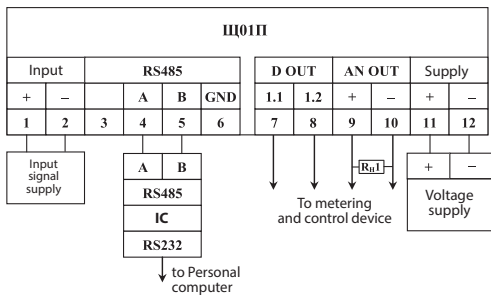 Щ01П
Input RS485 D OUT AN OUT Supply
+ – A B GND 1.1 1.2 + – + –
1 2 3 4 5 6 7 8 9 10 11 12
Input
signal
supply
A B
RS485
IC
RS232
to Personal
computer
RН1
To metering
and control device
+ –
Voltage
supply